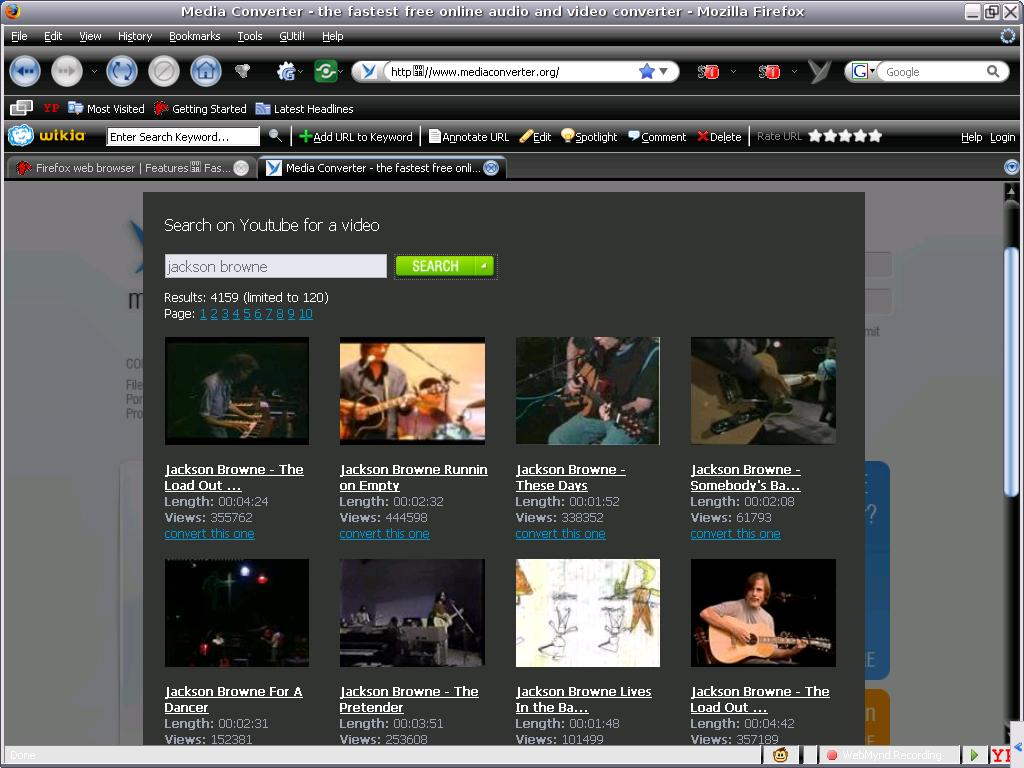 Media Converter - the fastest free online audio and video converter - Mozilla Firefox
File Edit View History Bookmarks Tools GUtil! Help
http://www.mediaconverter.org/
G Google
YP Most Visited Getting Started Latest Headlines
wikia Enter Search Keyword... Add URL to Keyword Annotate URL Edit Spotlight Comment Delete Rate URL Help Login
Firefox web browser | Features Fas... Media Converter - the fastest free onli...
Search on Youtube for a video
jackson browne SEARCH
Results: 4159 (limited to 120)
Page: 1 2 3 4 5 6 7 8 9 10
Jackson Browne - The Load Out ...
Length: 00:04:24
Views: 355762
convert this one
Jackson Browne Runnin on Empty
Length: 00:02:32
Views: 444598
convert this one
Jackson Browne - These Days
Length: 00:01:52
Views: 338352
convert this one
Jackson Browne - Somebody's Ba...
Length: 00:02:08
Views: 61793
convert this one
Jackson Browne For A Dancer
Length: 00:02:31
Views: 152381
Jackson Browne - The Pretender
Length: 00:03:51
Views: 253608
Jackson Browne Lives In the Ba...
Length: 00:01:48
Views: 101499
Jackson Browne - The Load Out ...
Length: 00:04:42
Views: 357189
Done
WebMynd Recording